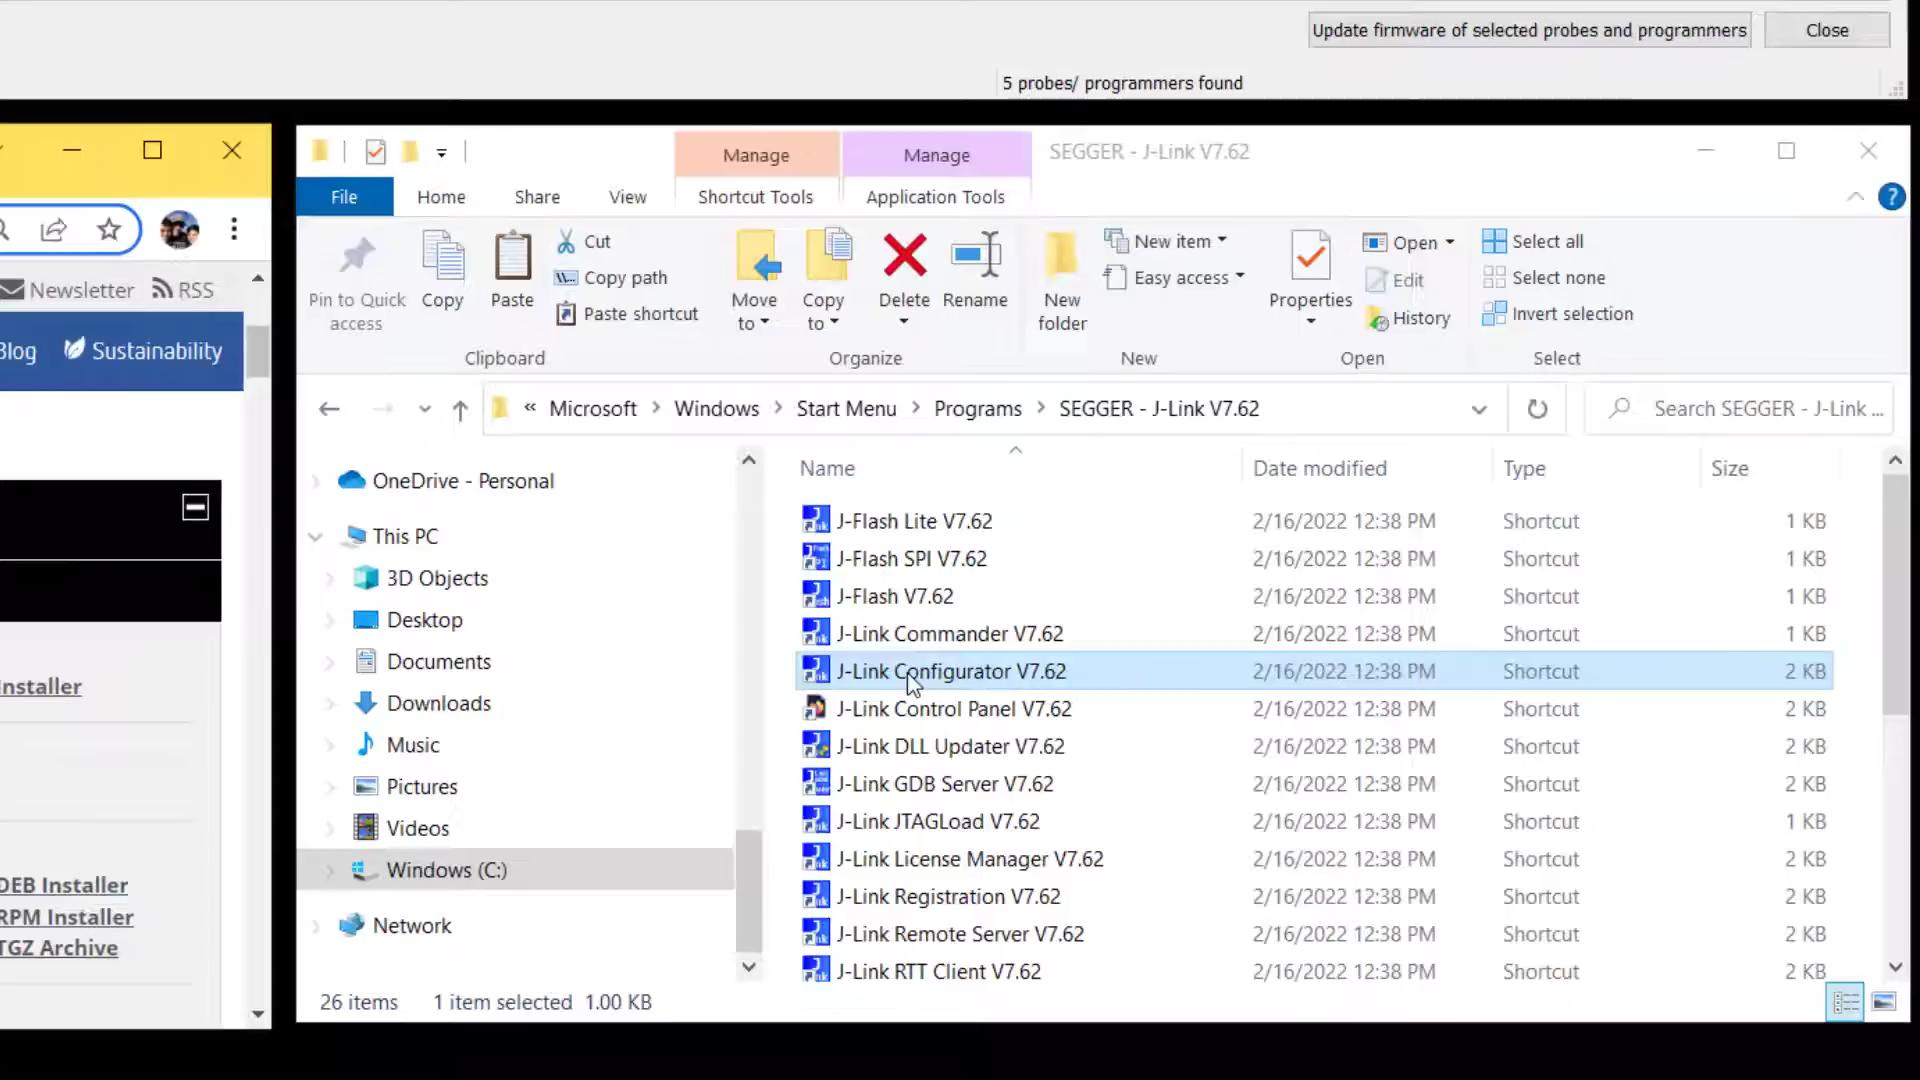 Update firmware of selected probes and programmers
Close
5 probes/ programmers found
Newsletter
RSS
Blog
Sustainability
DEB Installer
RPM Installer
TGZ Archive
Manage
Manage
SEGGER - J-Link V7.62
File
Home
Share
View
Shortcut Tools
Application Tools
?
Pin to Quick
access
Copy
Paste
Cut
Copy path
Paste shortcut
Clipboard
Move
to
Copy
to
Delete
Rename
Organize
New
folder
New item
Easy access
New
Properties
Open
Edit
History
Open
Select all
Select none
Invert selection
Select
« Microsoft > Windows > Start Menu > Programs > SEGGER - J-Link V7.62
Search SEGGER - J-Link ...
OneDrive - Personal
This PC
3D Objects
Desktop
Documents
Downloads
Music
Pictures
Videos
Windows (C:)
Network
Name Date modified Type Size
J-Flash Lite V7.62 2/16/2022 12:38 PM Shortcut 1 KB
J-Flash SPI V7.62 2/16/2022 12:38 PM Shortcut 1 KB
J-Flash V7.62 2/16/2022 12:38 PM Shortcut 1 KB
J-Link Commander V7.62 2/16/2022 12:38 PM Shortcut 1 KB
J-Link Configurator V7.62 2/16/2022 12:38 PM Shortcut 2 KB
J-Link Control Panel V7.62 2/16/2022 12:38 PM Shortcut 2 KB
J-Link DLL Updater V7.62 2/16/2022 12:38 PM Shortcut 2 KB
J-Link GDB Server V7.62 2/16/2022 12:38 PM Shortcut 2 KB
J-Link JTAGLoad V7.62 2/16/2022 12:38 PM Shortcut 1 KB
J-Link License Manager V7.62 2/16/2022 12:38 PM Shortcut 2 KB
J-Link Registration V7.62 2/16/2022 12:38 PM Shortcut 2 KB
J-Link Remote Server V7.62 2/16/2022 12:38 PM Shortcut 2 KB
J-Link RTT Client V7.62 2/16/2022 12:38 PM Shortcut 2 KB
26 items 1 item selected 1.00 KB